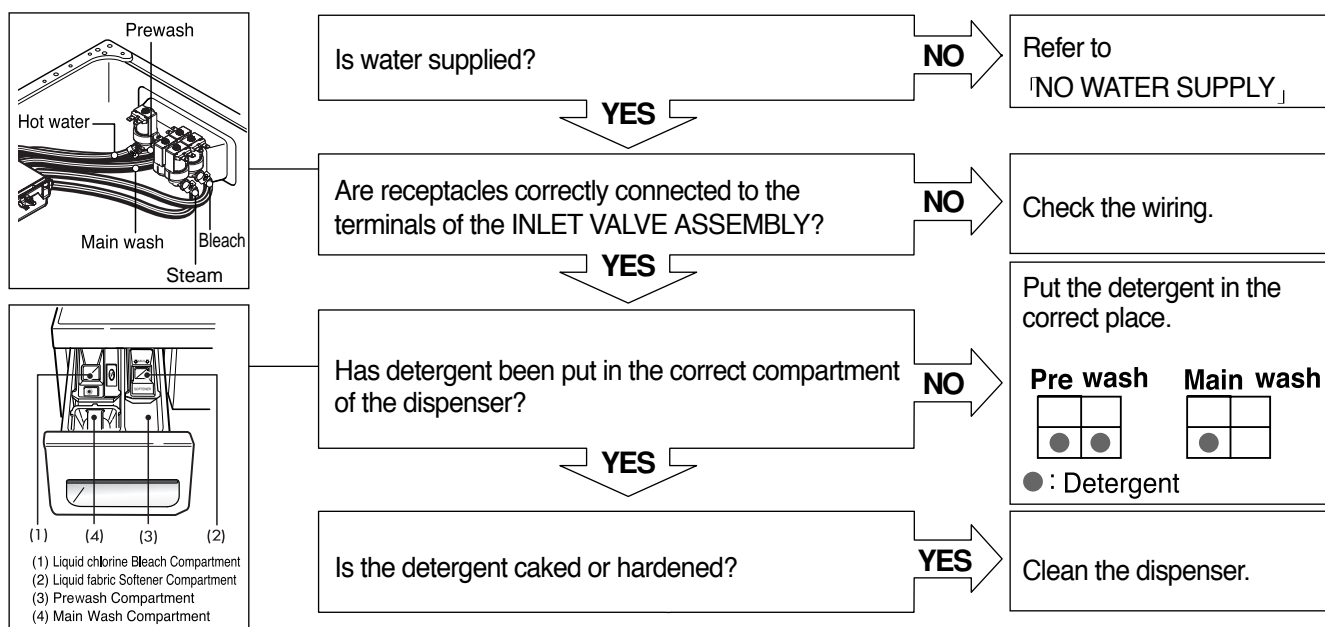 Prewash
Hot water
Main wash
Bleach
Steam
Is water supplied?
NO
Refer to
「NO WATER SUPPLY」
YES
Are receptacles correctly connected to the
terminals of the INLET VALVE ASSEMBLY?
NO
Check the wiring.
YES
SOFTENER
(1) (4) (3) (2)
(1) Liquid chlorine Bleach Compartment
(2) Liquid fabric Softener Compartment
(3) Prewash Compartment
(4) Main Wash Compartment
Has detergent been put in the correct compartment
of the dispenser?
NO
Put the detergent in the
correct place.
Pre wash Main wash
: Detergent
YES
Is the detergent caked or hardened?
YES
Clean the dispenser.